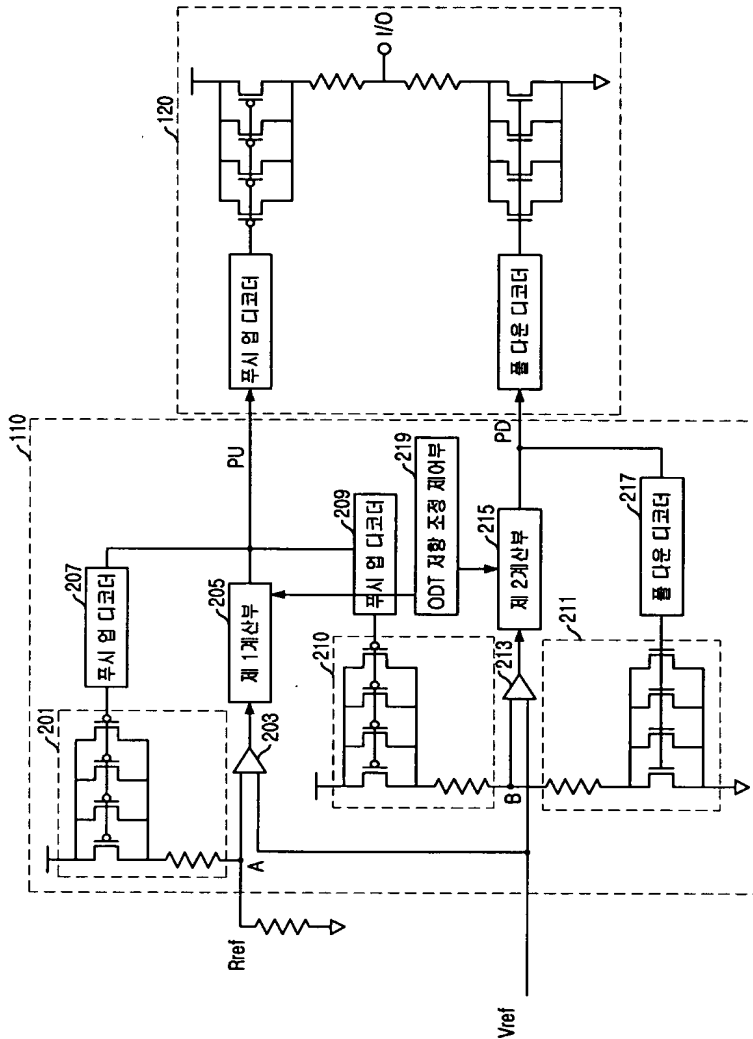 120
I/O
푸시 업 디코더
풀 다운 디코더
110
PU
PD
207
푸시 업 디코더
205
제 1계산부
209
푸시 업 디코더
219
ODT 저항 조정 제어부
215
제 2계산부
217
풀 다운 디코더
201
203
210
213
211
A
B
Rref
Vref